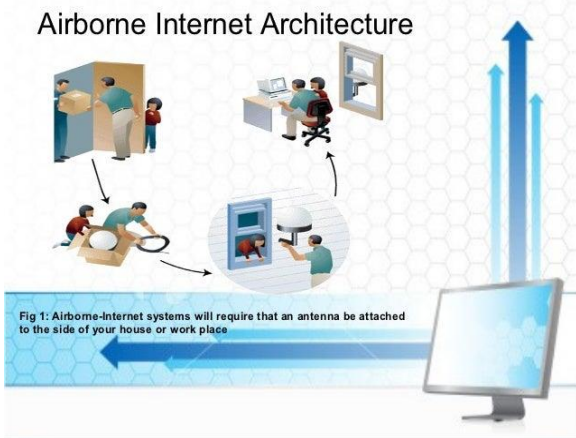 Airborne Internet Architecture
Fig 1: Airborne-Internet systems will require that an antenna be attached
to the side of your house or work place